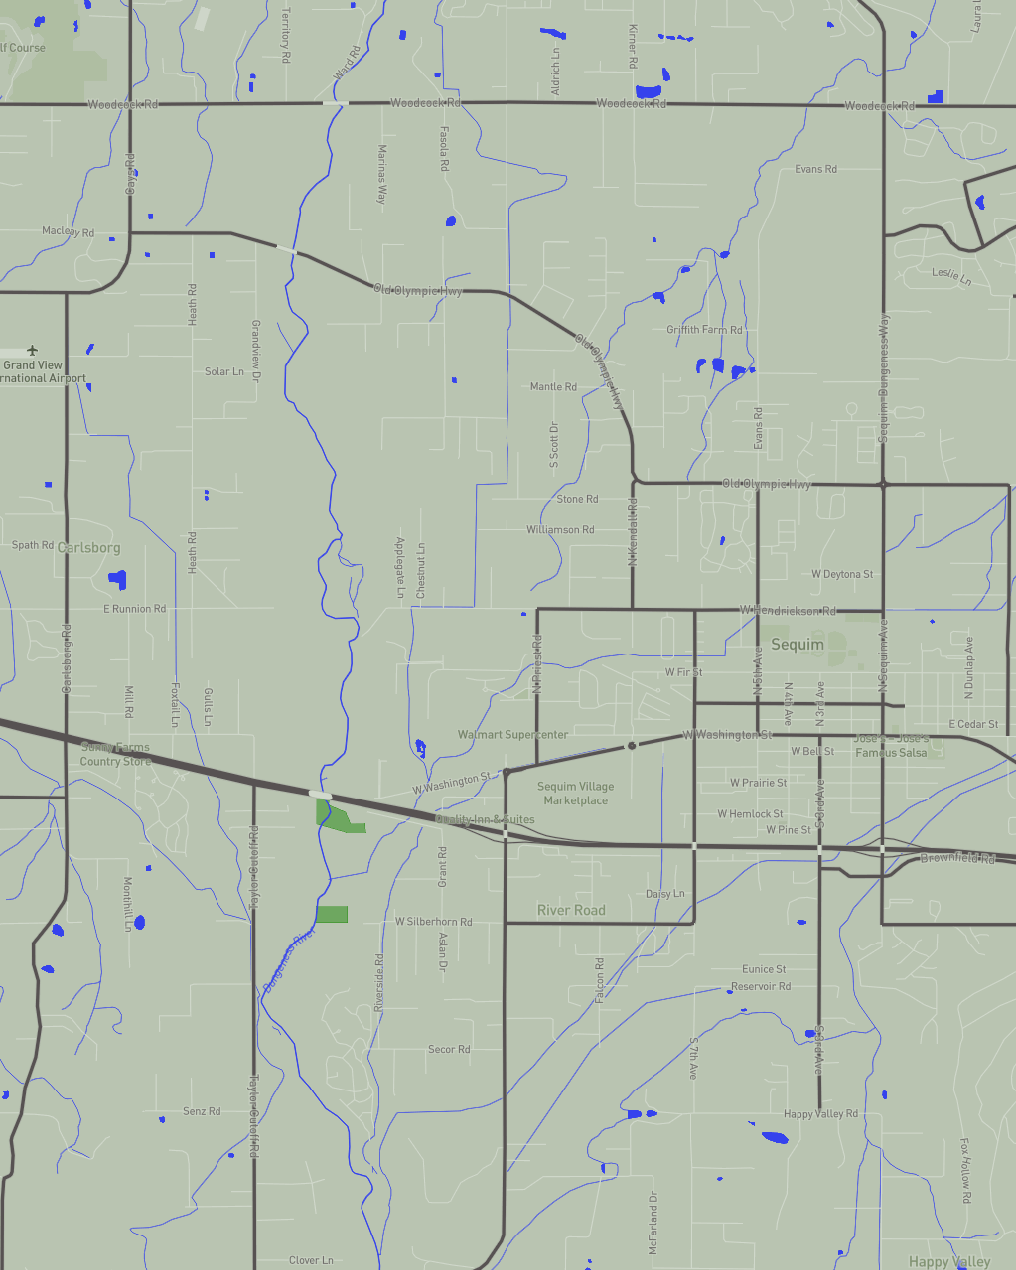 Territory Rd
Laura
Kirner Rd
lf Course
Ward Rd
Aldrich Ln
Woodcock Rd
Woodcock Rd
Woodcock Rd
Woodcock Rd
Fasola Rd
Cays Rd
Marinas Way
Evans Rd
Macleay Rd
Leslie Ln
Old Olympic Hwy
Heath Rd
Grandview Dr
Griffith Farm Rd
Sequim-Dungeness Way
Grand View
rnational Airport
Solar Ln
Old Olympic Hwy
Mantle Rd
Evans Rd
S Scott Dr
Old Olympic Hwy
Stone Rd
Williamson Rd
N Kendall Rd
Spath Rd
Carlsborg
Heath Rd
Applegate Ln
Chestnut Ln
W Deytona St
E Runnion Rd
W Hendrickson Rd
Carlsborg Rd
Sequim
N Priest Rd
W Fir St
N 5th Ave
N Sequim Ave
N Dunlap Ave
Mill Rd
Foxtail Ln
Gulls Ln
N 4th Ave
N 3rd Ave
E Cedar St
Walmart Supercenter
W Washington St
Jose's - Jose's
Famous Salsa
Sunny Farms
Country Store
W Bell St
W Washington St
Sequim Village
Marketplace
W Prairie St
S 3rd Ave
Quality Inn & Suites
W Hemlock St
W Pine St
Taylor Cutoff Rd
Grant Rd
Brownfield Rd
Monthill Ln
Daisy Ln
River Road
W Silberhorn Rd
Asian Dr
Dungeness River
Riverside Rd
Falcon Rd
Eunice St
Reservoir Rd
S 7th Ave
S 3rd Ave
Secor Rd
Taylor Cutoff Rd
Senz Rd
Happy Valley Rd
Fox Hollow Rd
McFarland Dr
Clover Ln
Happy Valley